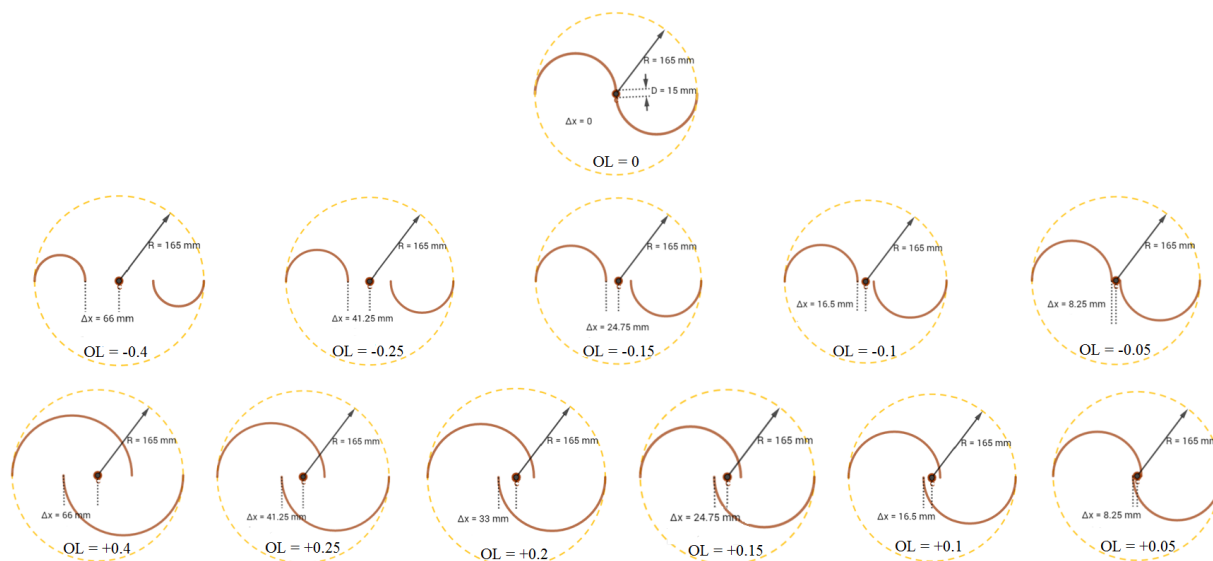 R = 165 mm
D = 15 mm
Δx = 0
OL = 0
R = 165 mm
Δx = 66 mm
OL = -0.4
R = 165 mm
Δx = 41.25 mm
OL = -0.25
R = 165 mm
Δx = 24.75 mm
OL = -0.15
R = 165 mm
Δx = 16.5 mm
OL = -0.1
R = 165 mm
Δx = 8.25 mm
OL = -0.05
R = 165 mm
Δx = 66 mm
OL = +0.4
R = 165 mm
Δx = 41.25 mm
OL = +0.25
R = 165 mm
Δx = 33 mm
OL = +0.2
R = 165 mm
Δx = 24.75 mm
OL = +0.15
R = 165 mm
Δx = 16.5 mm
OL = +0.1
R = 165 mm
Δx = 8.25 mm
OL = +0.05